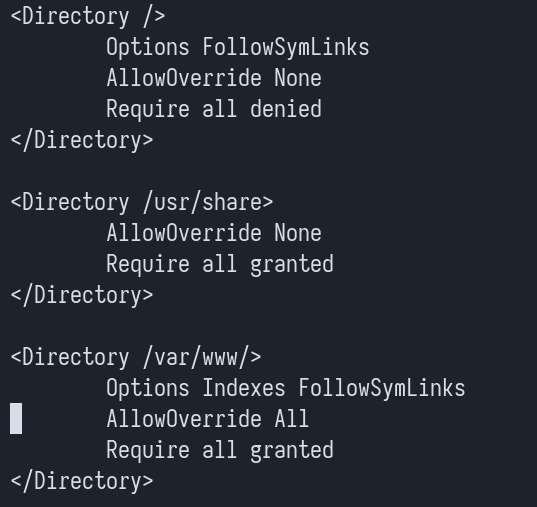 <Directory />
        Options FollowSymLinks
        AllowOverride None
        Require all denied
</Directory>

<Directory /usr/share>
        AllowOverride None
        Require all granted
</Directory>

<Directory /var/www/>
        Options Indexes FollowSymLinks
        AllowOverride All
        Require all granted
</Directory>